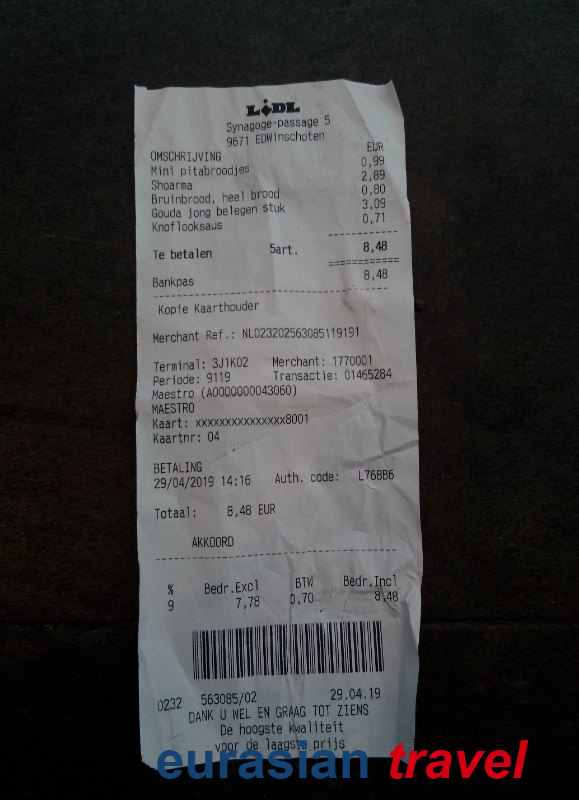 LiDL
Synagoge-passage 5
9671 EDWinschoten
OMSCHRIJVING EUR
Mini pitabroodjes 0,99
Shoarma 2,89
Bruinbrood, heel brood 0,80
Gouda jong belegen stuk 3,09
Knoflooksaus 0,71
Te betalen 5art. 8,48
Bankpas 8,48
Kopie Kaarthouder
Merchant Ref.: NL023202563085119191
Terminal: 3J1K02 Merchant: 1770001
Periode: 9119 Transactie: 01465284
Maestro (A0000000043060)
MAESTRO
Kaart: xxxxxxxxxxxxxxx8001
Kaartnr: 04
BETALING
29/04/2019 14:16 Auth. code: L76BB6
Totaal: 8,48 EUR
AKKOORD
% Bedr.Excl BTW Bedr.Incl
9 7,78 0,70 8,48
0232 563085/02 29.04.19
DANK U WEL EN GRAAG TOT ZIENS
De hoogste kwaliteit
voor de laagste prijs
eurasian travel